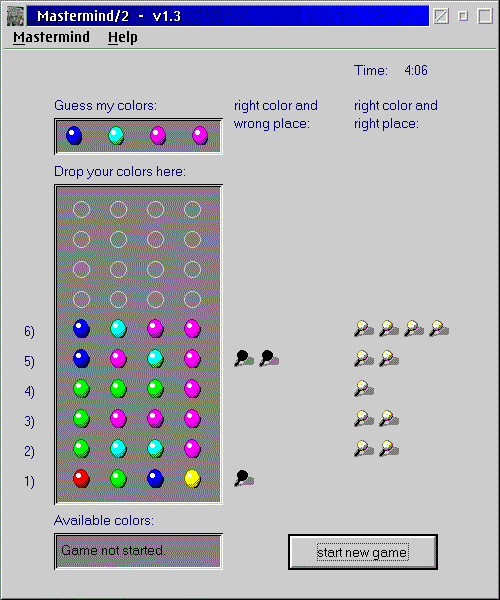 Mastermind/2 - v1.3
Mastermind Help
Time: 4:06
Guess my colors:
right color and
wrong place:
right color and
right place:
Drop your colors here:
6)
5)
4)
3)
2)
1)
Available colors:
Game not started.
start new game